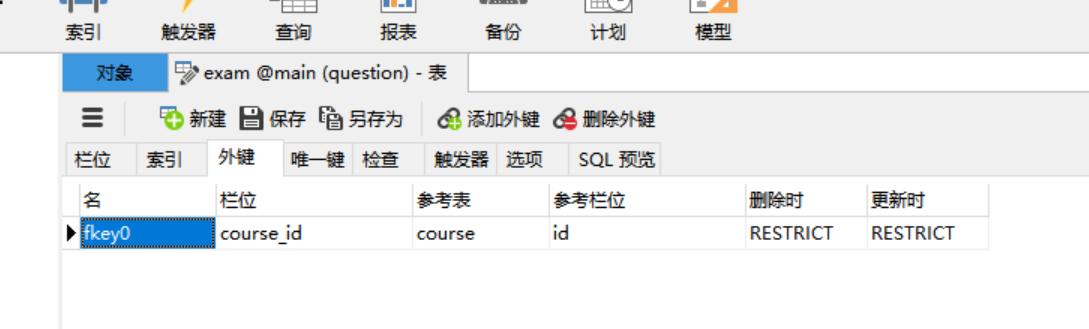 索引 触发器 查询 报表 备份 计划 模型
对象 exam @main (question) - 表
新建 保存 另存为 添加外键 删除外键
栏位 索引 外键 唯一键 检查 触发器 选项 SQL 预览
名 栏位 参考表 参考栏位 删除时 更新时
fkey0 course_id course id RESTRICT RESTRICT